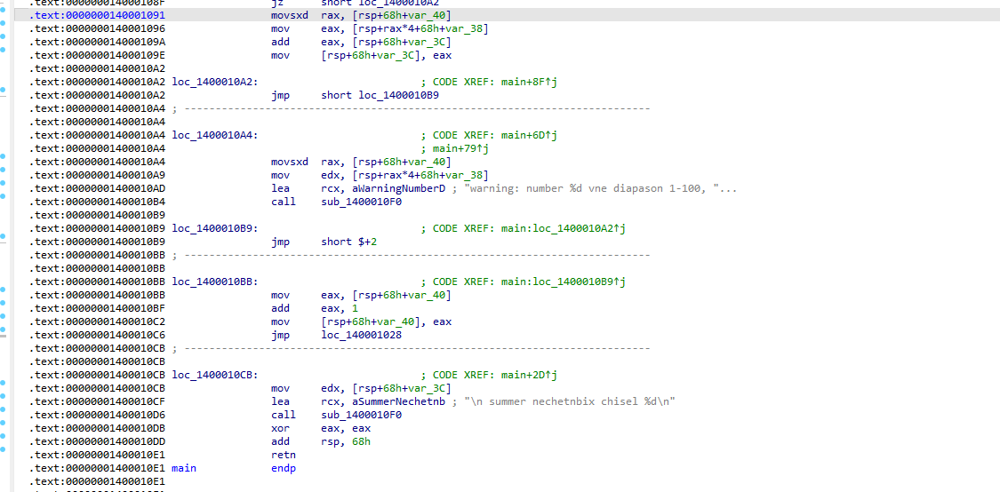 .text:000000014000108F                 jz      short loc_1400010A2
.text:0000000140001091                 movsxd  rax, [rsp+68h+var_40]
.text:0000000140001096                 mov     eax, [rsp+rax*4+68h+var_38]
.text:000000014000109A                 add     eax, [rsp+68h+var_3C]
.text:000000014000109E                 mov     [rsp+68h+var_3C], eax
.text:00000001400010A2
.text:00000001400010A2 loc_1400010A2:                          ; CODE XREF: main+8F↑j
.text:00000001400010A2                 jmp     short loc_1400010B9
.text:00000001400010A4 ; ---------------------------------------------------------------------------
.text:00000001400010A4
.text:00000001400010A4 loc_1400010A4:                          ; CODE XREF: main+6D↑j
.text:00000001400010A4                                         ; main+79↑j
.text:00000001400010A4                 movsxd  rax, [rsp+68h+var_40]
.text:00000001400010A9                 mov     edx, [rsp+rax*4+68h+var_38]
.text:00000001400010AD                 lea     rcx, aWarningNumberD ; "warning: number %d vne diapason 1-100, "...
.text:00000001400010B4                 call    sub_1400010F0
.text:00000001400010B9
.text:00000001400010B9 loc_1400010B9:                          ; CODE XREF: main:loc_1400010A2↑j
.text:00000001400010B9                 jmp     short $+2
.text:00000001400010BB ; ---------------------------------------------------------------------------
.text:00000001400010BB
.text:00000001400010BB loc_1400010BB:                          ; CODE XREF: main:loc_1400010B9↑j
.text:00000001400010BB                 mov     eax, [rsp+68h+var_40]
.text:00000001400010BF                 add     eax, 1
.text:00000001400010C2                 mov     [rsp+68h+var_40], eax
.text:00000001400010C6                 jmp     loc_140001028
.text:00000001400010CB ; ---------------------------------------------------------------------------
.text:00000001400010CB
.text:00000001400010CB loc_1400010CB:                          ; CODE XREF: main+2D↑j
.text:00000001400010CB                 mov     edx, [rsp+68h+var_3C]
.text:00000001400010CF                 lea     rcx, aSummerNechetnb ; "\n summer nechetnbix chisel %d\n"
.text:00000001400010D6                 call    sub_1400010F0
.text:00000001400010DB                 xor     eax, eax
.text:00000001400010DD                 add     rsp, 68h
.text:00000001400010E1                 retn
.text:00000001400010E1 main            endp
.text:00000001400010E1